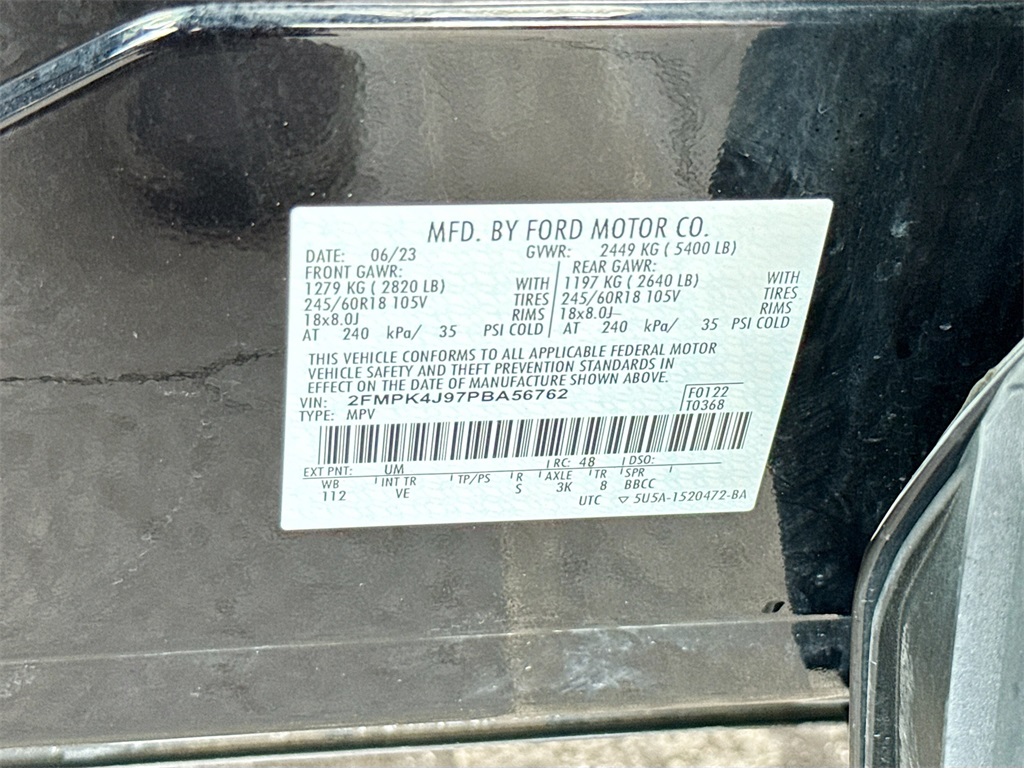 MFD. BY FORD MOTOR CO.
DATE: 06/23 GVWR: 2449 KG ( 5400 LB)
FRONT GAWR: REAR GAWR:
1279 KG ( 2820 LB) WITH 1197 KG ( 2640 LB) WITH
245/60R18 105V TIRES 245/60R18 105V TIRES
18x8.0J RIMS 18x8.0J RIMS
AT 240 kPa/ 35 PSI COLD AT 240 kPa/ 35 PSI COLD
THIS VEHICLE CONFORMS TO ALL APPLICABLE FEDERAL MOTOR
VEHICLE SAFETY AND THEFT PREVENTION STANDARDS IN
EFFECT ON THE DATE OF MANUFACTURE SHOWN ABOVE.
VIN: 2FMPK4J97PBA56762 F0122
TYPE: MPV T0368
EXT PNT: UM RC: 48 DSO:
WB INT TR TP/PS R AXLE TR SPR
112 VE S 3K 8 BBCC
UTC ▽ 5U5A-1520472-BA